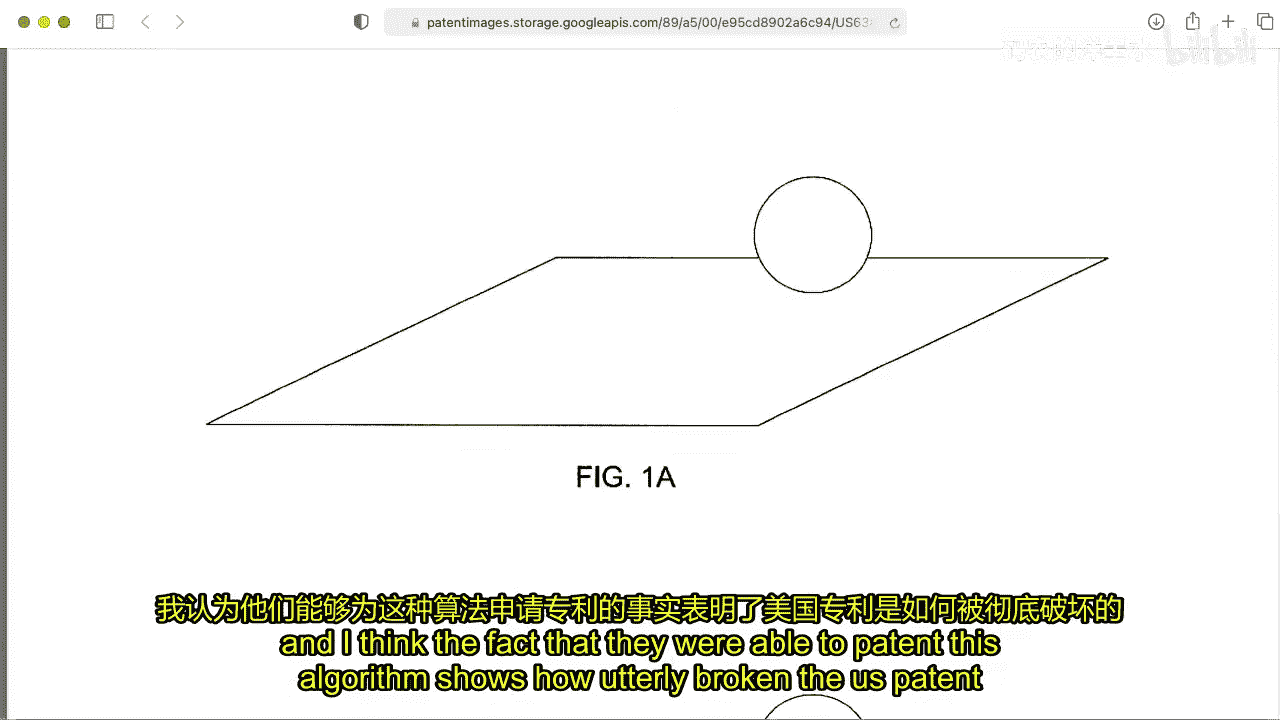 patentimages.storage.googleapis.com/89/a5/00/e95cd8902a6c94/US63
bilibili
FIG. 1A
我认为他们能够为这种算法申请专利的事实表明了美国专利是如何被彻底破坏的
and I think the fact that they were able to patent this
algorithm shows how utterly broken the us patent